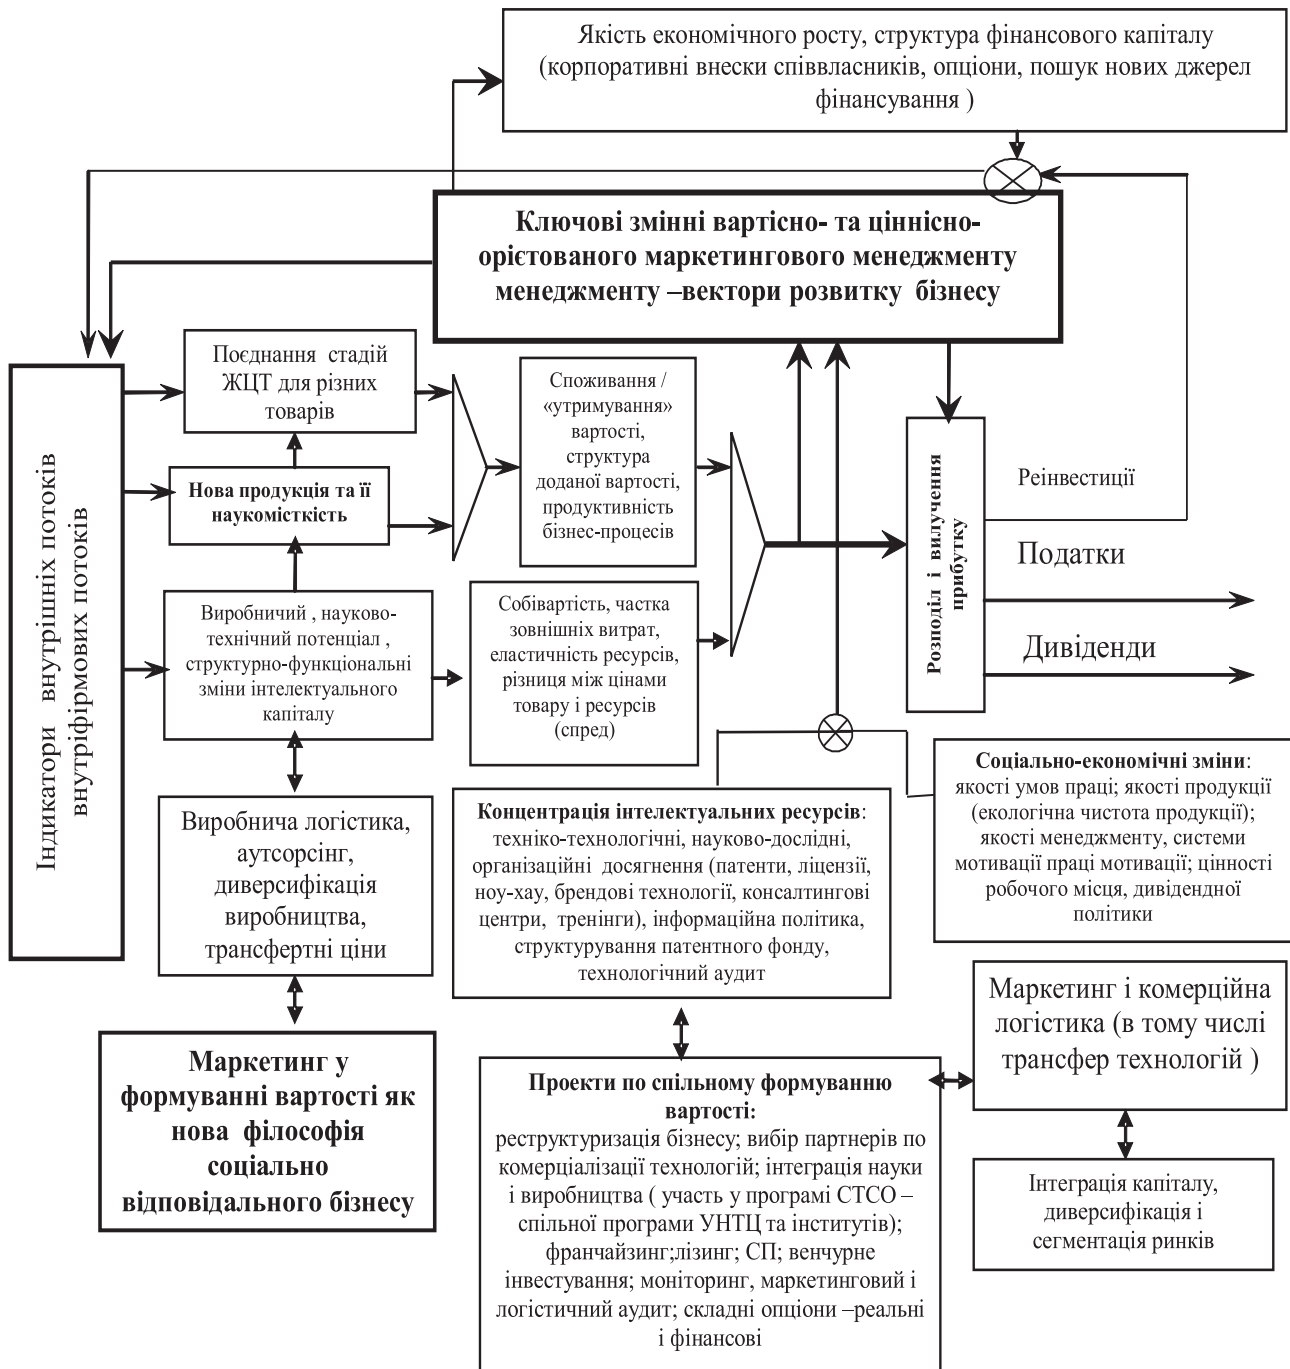 Якість економічного росту, структура фінансового капіталу
(корпоративні внески співвласників, опціони, пошук нових джерел
фінансування )
Ключові змінні вартісно- та ціннісно-
орієтованого маркетингового менеджменту
менеджменту –вектори розвитку бізнесу
Індикатори внутрішніх потоків
внутріфірмових потоків
Поєднання стадій
ЖЦТ для різних
товарів
Нова продукція та її
наукомісткість
Виробничий , науково-
технічний потенціал ,
структурно-функціональні
зміни інтелектуального
капіталу
Споживання /
«утримування»
вартості,
структура
доданої вартості,
продуктивність
бізнес-процесів
Собівартість, частка
зовнішніх витрат,
еластичність ресурсів,
різниця між цінами
товару і ресурсів
(спред)
Розподіл і вилучення
прибутку
Реінвестиції
Податки
Дивіденди
Виробнича логістика,
аутсорсінг,
диверсифікація
виробництва,
трансфертні ціни
Маркетинг у
формуванні вартості як
нова філософія
соціально
відповідального бізнесу
Концентрація інтелектуальних ресурсів:
техніко-технологічні, науково-дослідні,
організаційні досягнення (патенти, ліцензії,
ноу-хау, брендові технології, консалтингові
центри, тренінги), інформаційна політика,
структурування патентного фонду,
технологічний аудит
Соціально-економічні зміни:
якості умов праці; якості продукції
(екологічна чистота продукції);
якості менеджменту, системи
мотивації праці мотивації; цінності
робочого місця, дивідендної
політики
Проекти по спільному формуванню
вартості:
реструктуризація бізнесу; вибір партнерів по
комерціалізації технологій; інтеграція науки
і виробництва ( участь у програмі СТСО –
спільної програми УНТЦ та інститутів);
франчайзинг;лізинг; СП; венчурне
інвестування; моніторинг, маркетинговий і
логістичний аудит; складні опціони –реальні
і фінансові
Маркетинг і комерційна
логістика (в тому числі
трансфер технологій )
Інтеграція капіталу,
диверсифікація і
сегментація ринків